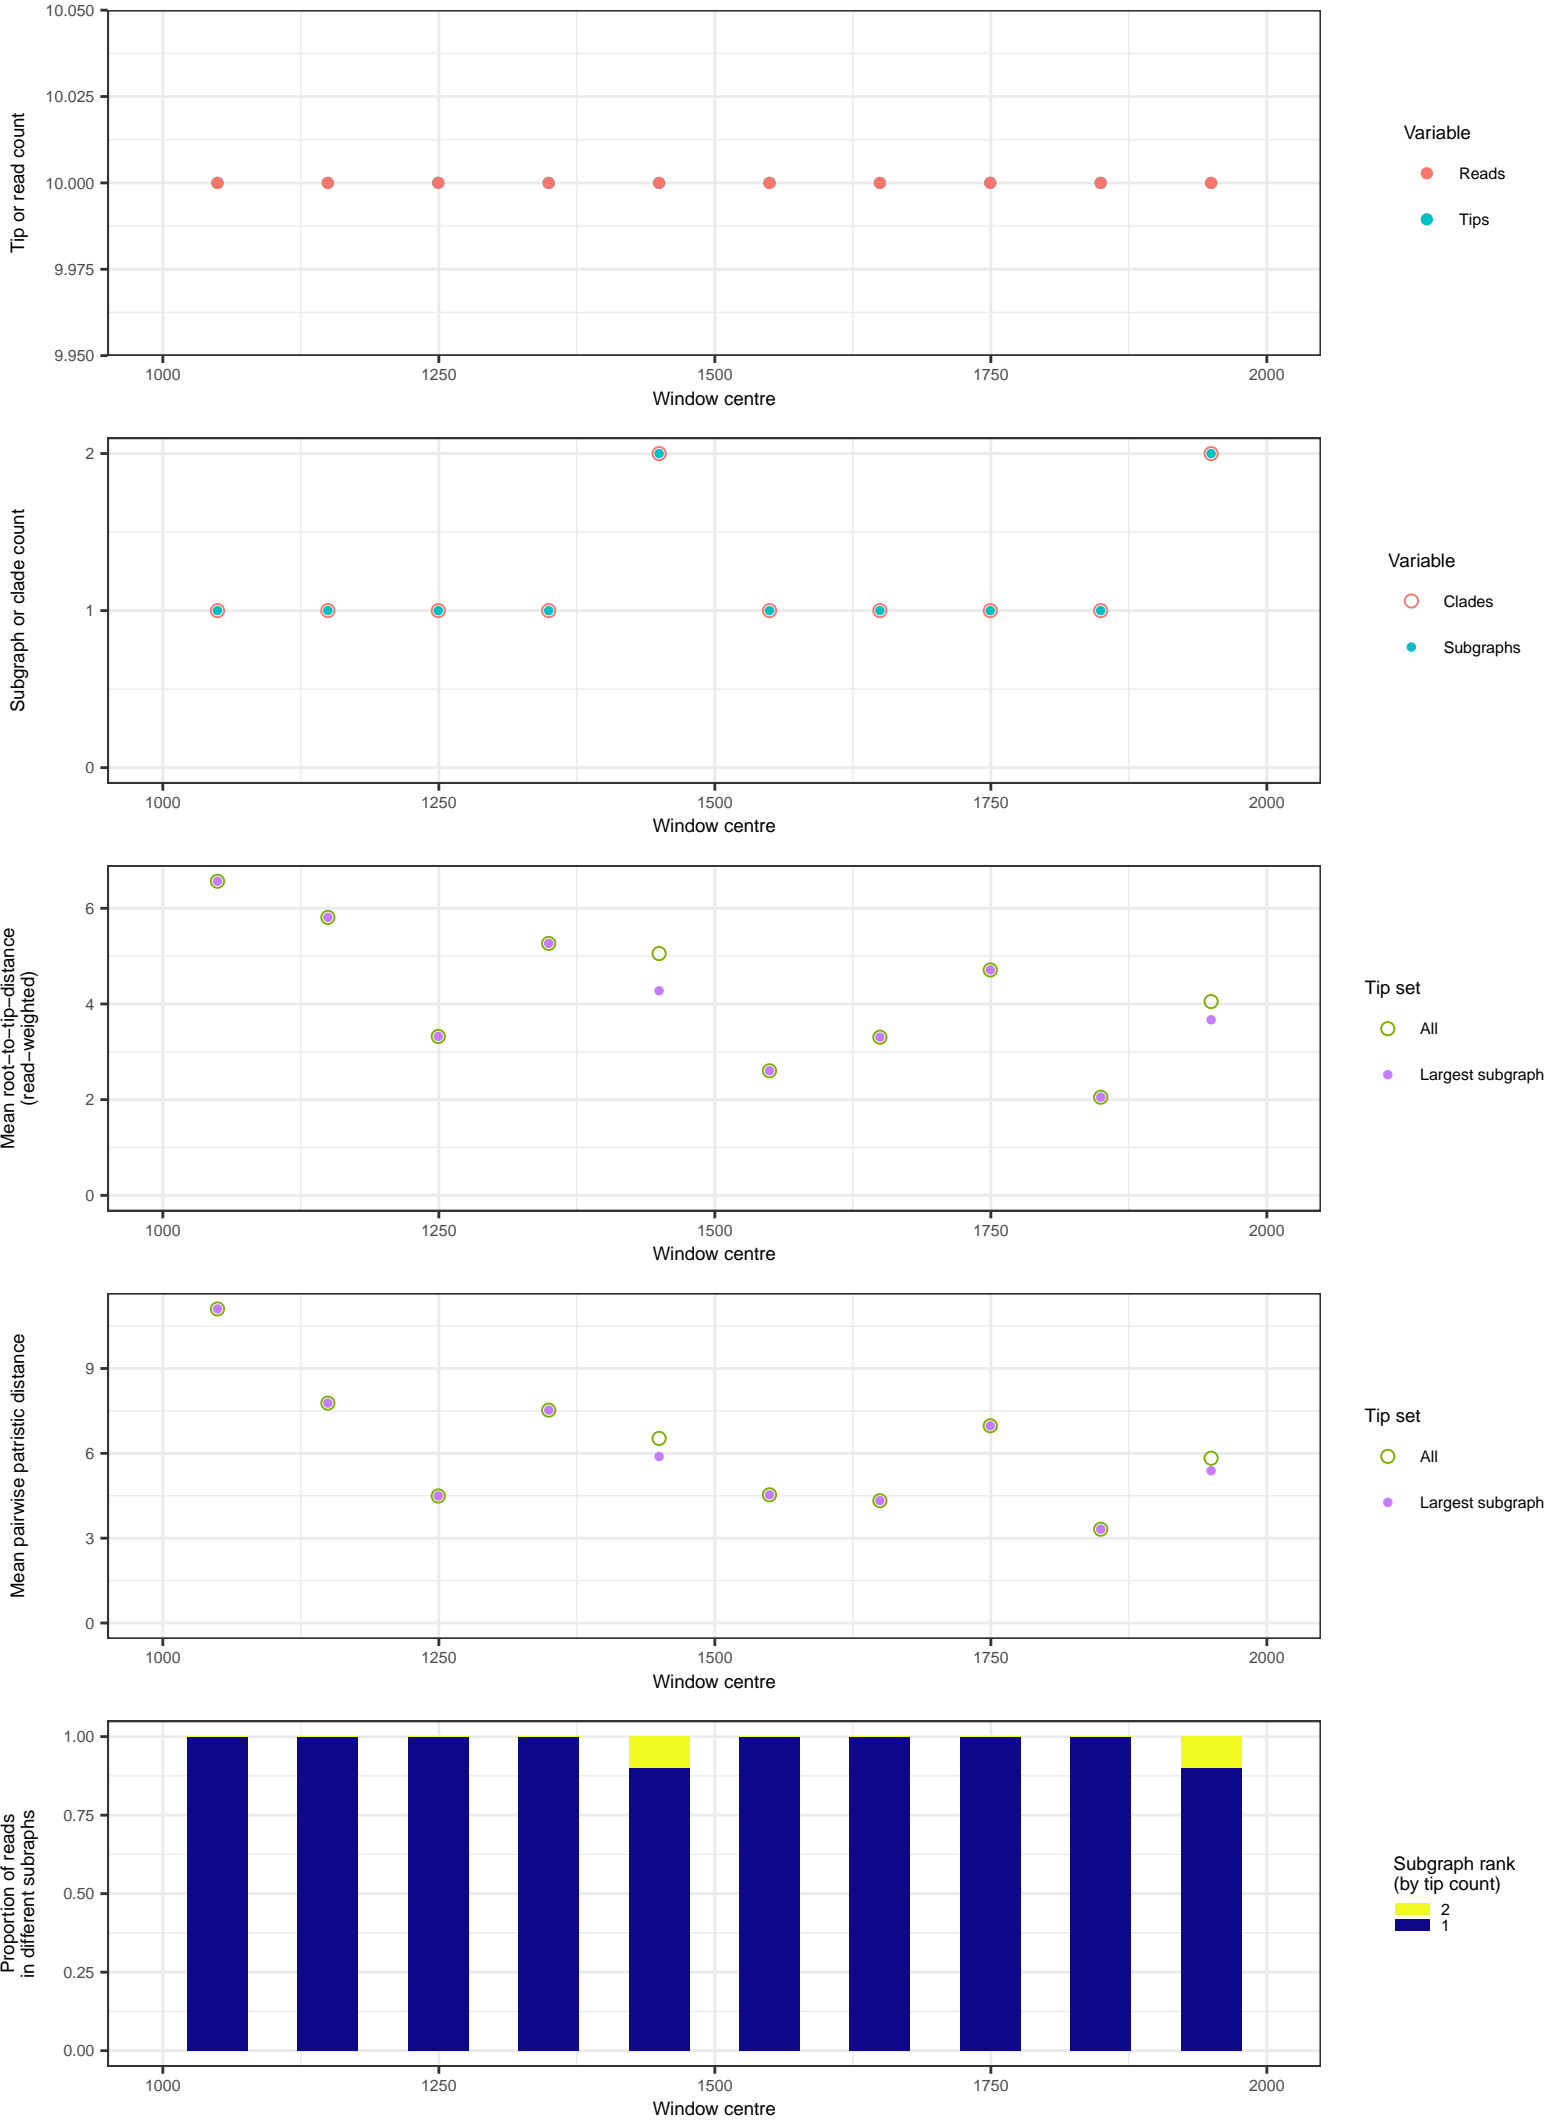 10.050
10.025
10.000
9.975
9.950
Tip or read count
1000 1250 1500 1750 2000
Window centre
Variable
Reads
Tips
2
1
0
Subgraph or clade count
1000 1250 1500 1750 2000
Window centre
Variable
Clades
Subgraphs
6
4
2
0
Mean root−to−tip−distance
(read−weighted)
1000 1250 1500 1750 2000
Window centre
Tip set
All
Largest subgraph
9
6
3
0
Mean pairwise patristic distance
1000 1250 1500 1750 2000
Window centre
Tip set
All
Largest subgraph
1.00
0.75
0.50
0.25
0.00
Proportion of reads
in different subraphs
1000 1250 1500 1750 2000
Window centre
Subgraph rank
(by tip count)
2
1